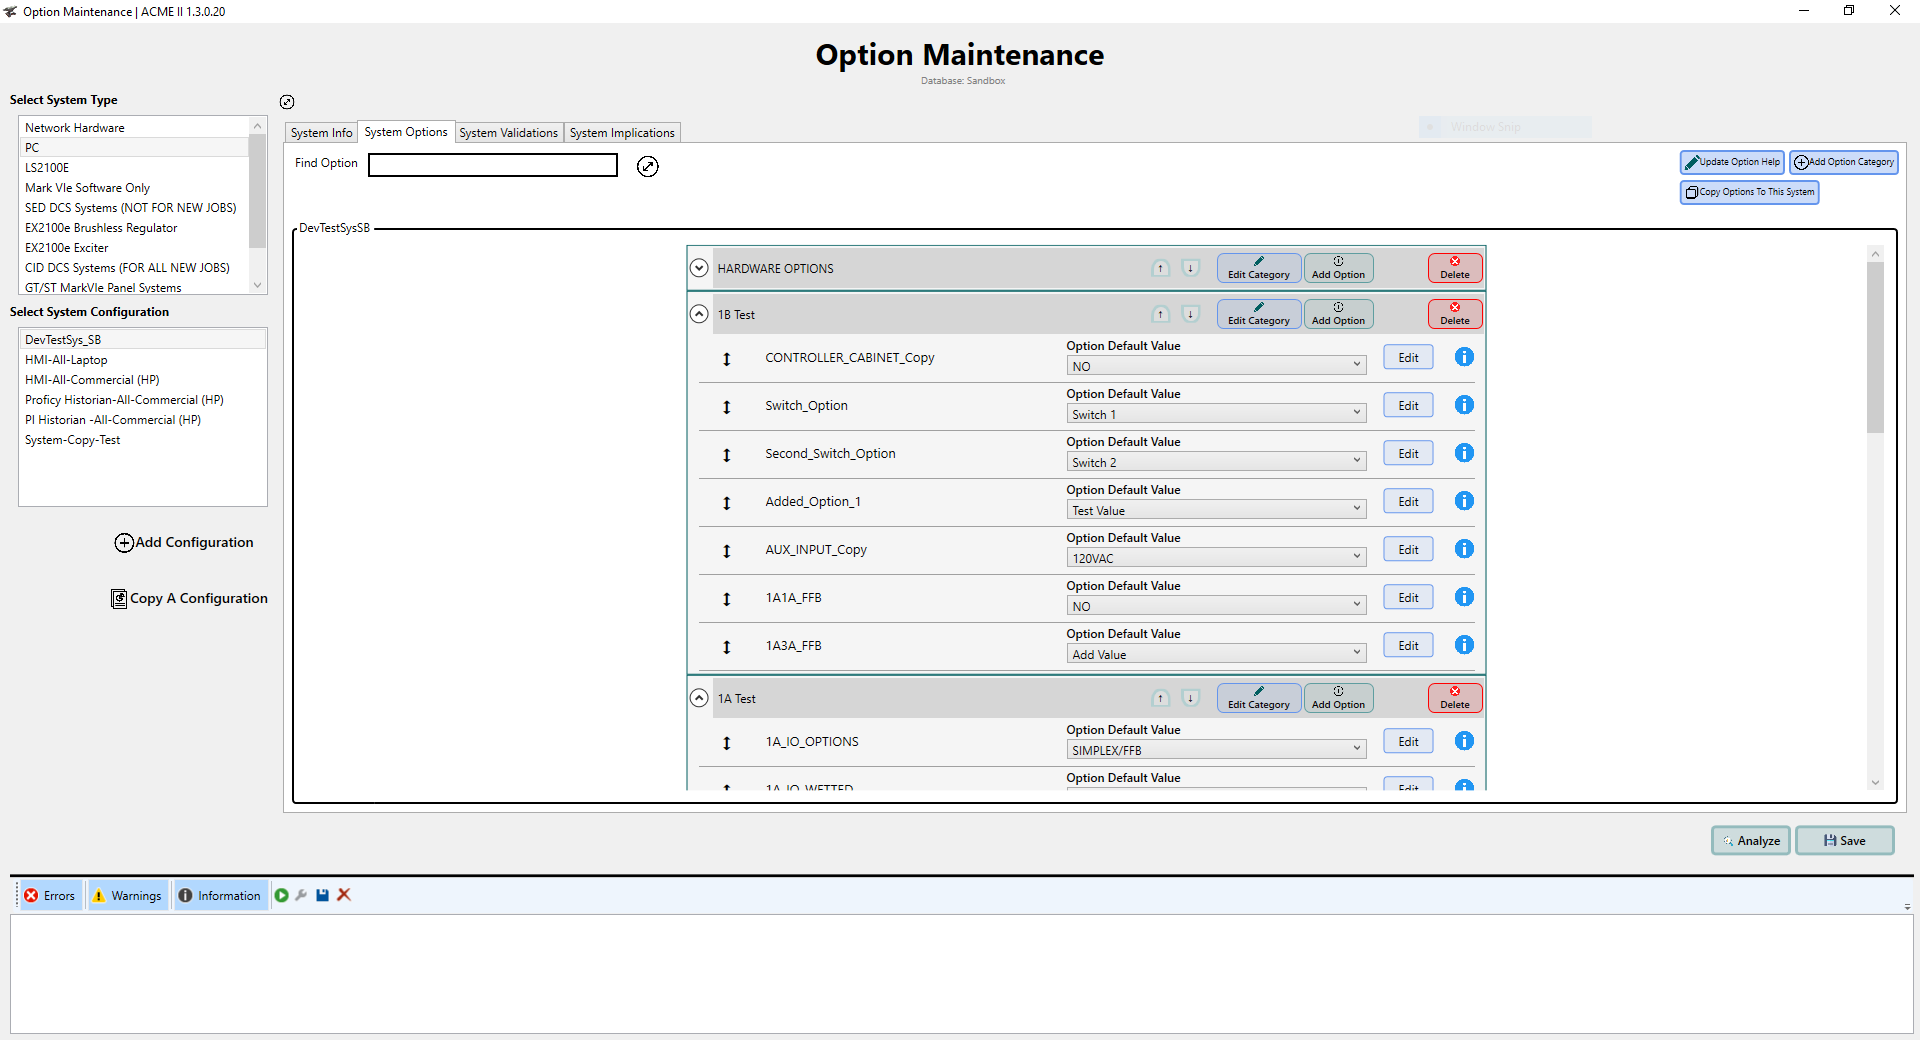 Option Maintenance | ACME II 1.3.0.20
Option Maintenance
Database: Sandbox
Select System Type
Network Hardware
PC
LS2100E
Mark VIe Software Only
SED DCS Systems (NOT FOR NEW JOBS)
EX2100e Brushless Regulator
EX2100e Exciter
CID DCS Systems (FOR ALL NEW JOBS)
GT/ST MarkVIe Panel Systems
Select System Configuration
DevTestSys_SB
HMI-All-Laptop
HMI-All-Commercial (HP)
Proficy Historian-All-Commercial (HP)
PI Historian -All-Commercial (HP)
System-Copy-Test
Add Configuration
Copy A Configuration
System Info System Options System Validations System Implications
Window Snip
Find Option
Update Option Help Add Option Category
Copy Options To This System
DevTestSysSB
HARDWARE OPTIONS Edit Category Add Option Delete
1B Test Edit Category Add Option Delete
Option Default Value
CONTROLLER_CABINET_Copy NO Edit
Option Default Value
Switch_Option Switch 1 Edit
Option Default Value
Second_Switch_Option Switch 2 Edit
Option Default Value
Added_Option_1 Test Value Edit
Option Default Value
AUX_INPUT_Copy 120VAC Edit
Option Default Value
1A1A_FFB NO Edit
Option Default Value
1A3A_FFB Add Value Edit
1A Test Edit Category Add Option Delete
Option Default Value
1A_IO_OPTIONS SIMPLEX/FFB Edit
Option Default Value
1A_IO_WETTED Edit
Analyze Save
Errors Warnings Information